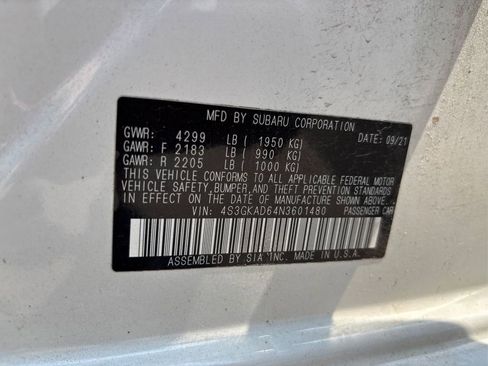 MFD BY SUBARU CORPORATION
GVWR: 4299 LB ( 1950 KG) DATE: 09/21
GAWR: F 2183 LB ( 990 KG)
GAWR: R 2205 LB ( 1000 KG)
THIS VEHICLE CONFORMS TO ALL APPLICABLE FEDERAL MOTOR
VEHICLE SAFETY, BUMPER, AND THEFT PREVENTION STANDARDS
IN EFFECT ON THE DATE OF MANUFACTURE SHOWN ABOVE.
VIN: 4S3GKAD64N3601480 PASSENGER CAR
ASSEMBLED BY SIA INC. MADE IN U.S.A.